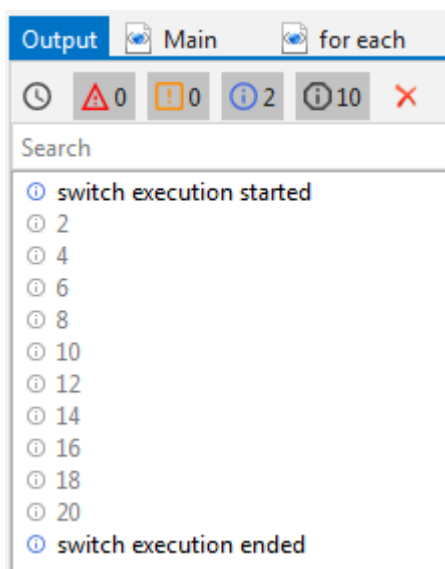 Output Main for each
0 0 2 10
Search
switch execution started
2
4
6
8
10
12
14
16
18
20
switch execution ended